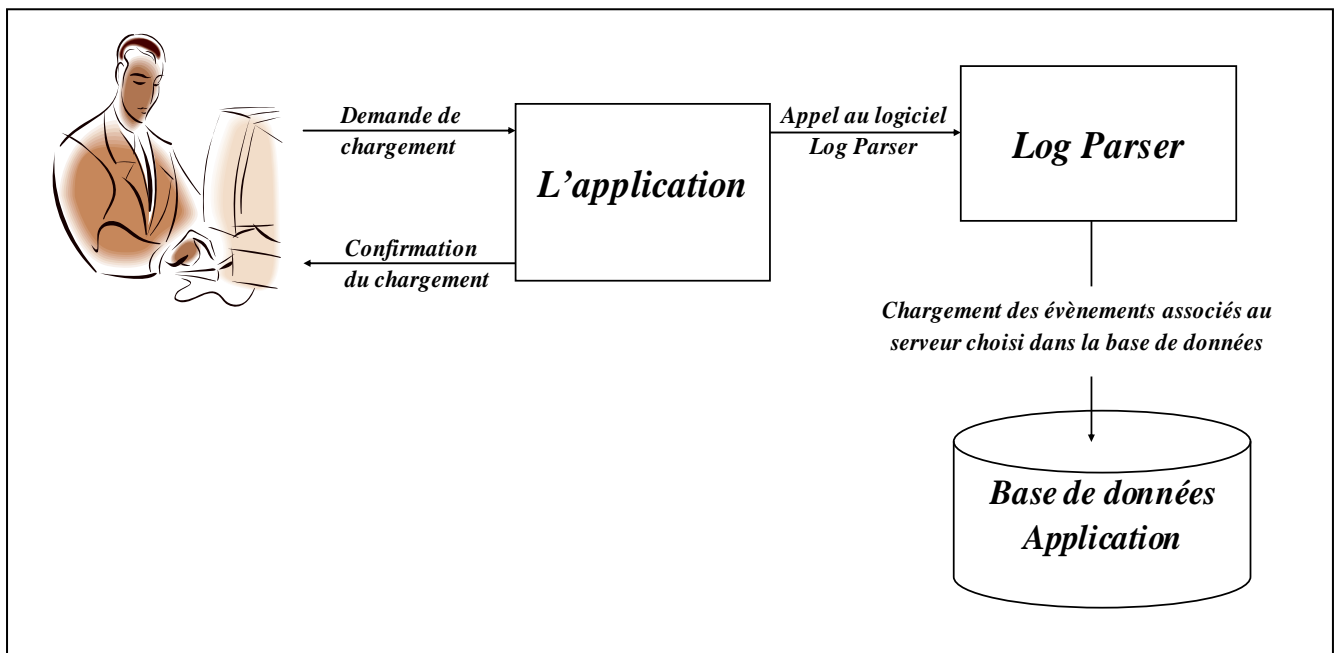 Demande de
chargement
Confirmation
du chargement
L’application
Appel au logiciel
Log Parser
Log Parser
Chargement des évènements associés au
serveur choisi dans la base de données
Base de données
Application